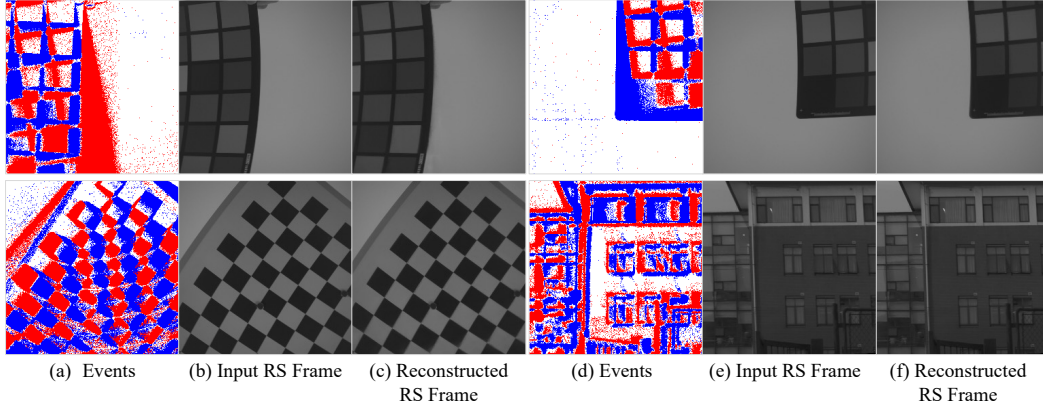 (a) Events
(b) Input RS Frame
(c) Reconstructed
RS Frame
(d) Events
(e) Input RS Frame
(f) Reconstructed
RS Frame